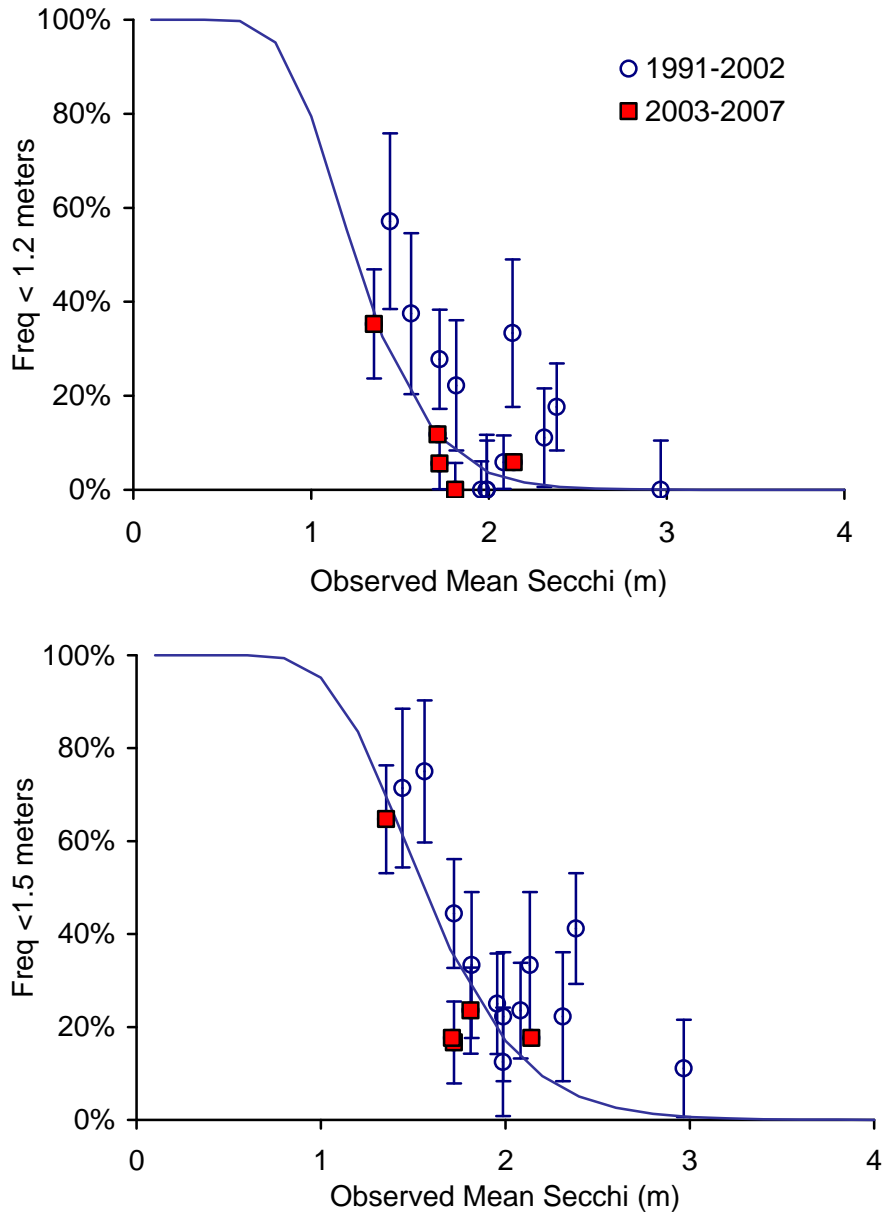 100%
80%
60%
40%
20%
0%
Freq < 1.2 meters
1991-2002
2003-2007
0 1 2 3 4
Observed Mean Secchi (m)
100%
80%
60%
40%
20%
0%
Freq <1.5 meters
0 1 2 3 4
Observed Mean Secchi (m)